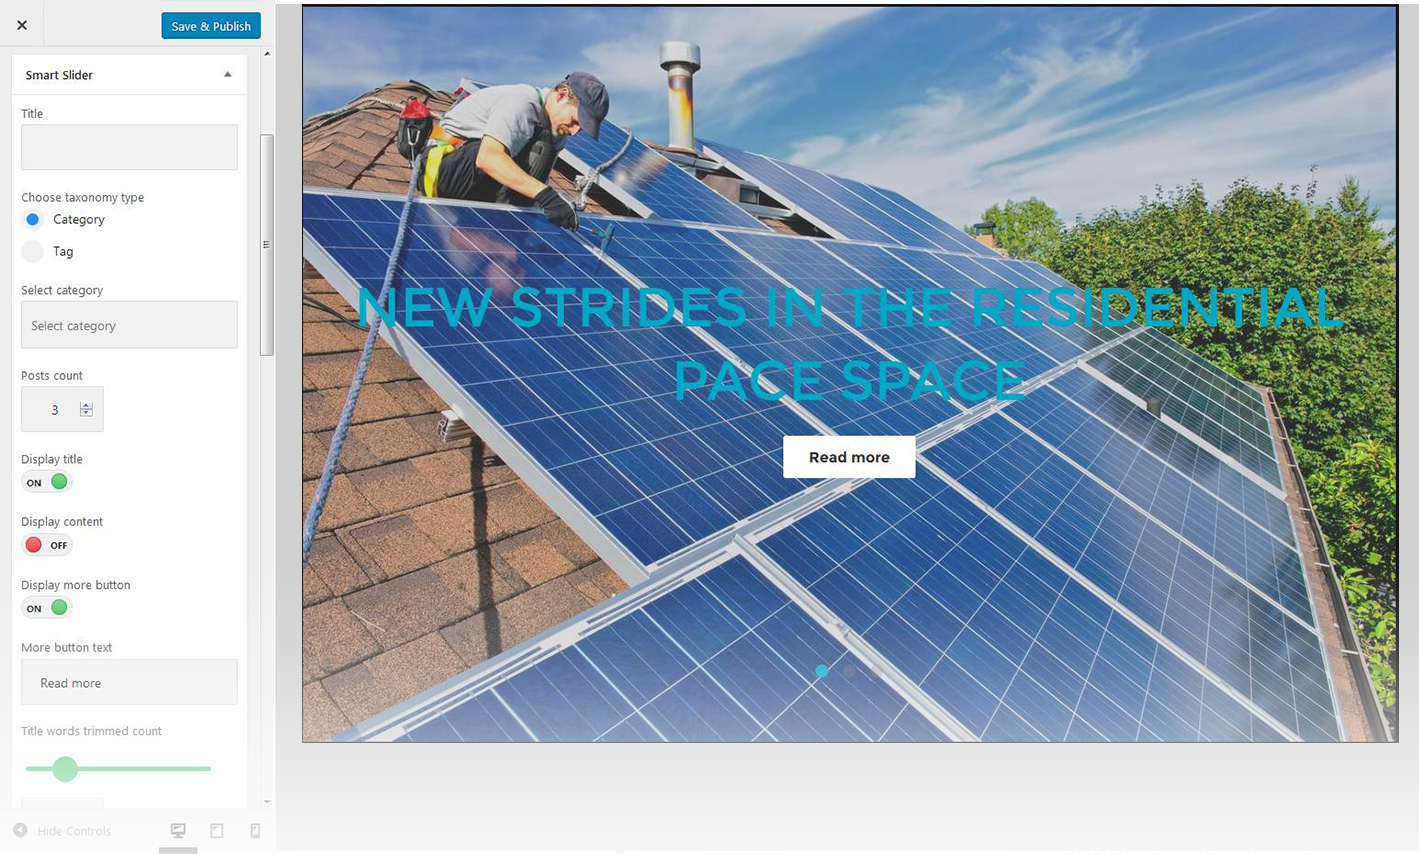 Save & Publish
Smart Slider
Title
Choose taxonomy type
Category
Tag
Select category
Select category
Posts count
3
Display title
ON
Display content
OFF
Display more button
ON
More button text
Read more
Title words trimmed count
Hide Controls
NEW STRIDES IN THE RESIDENTIAL
PACE SPACE
Read more